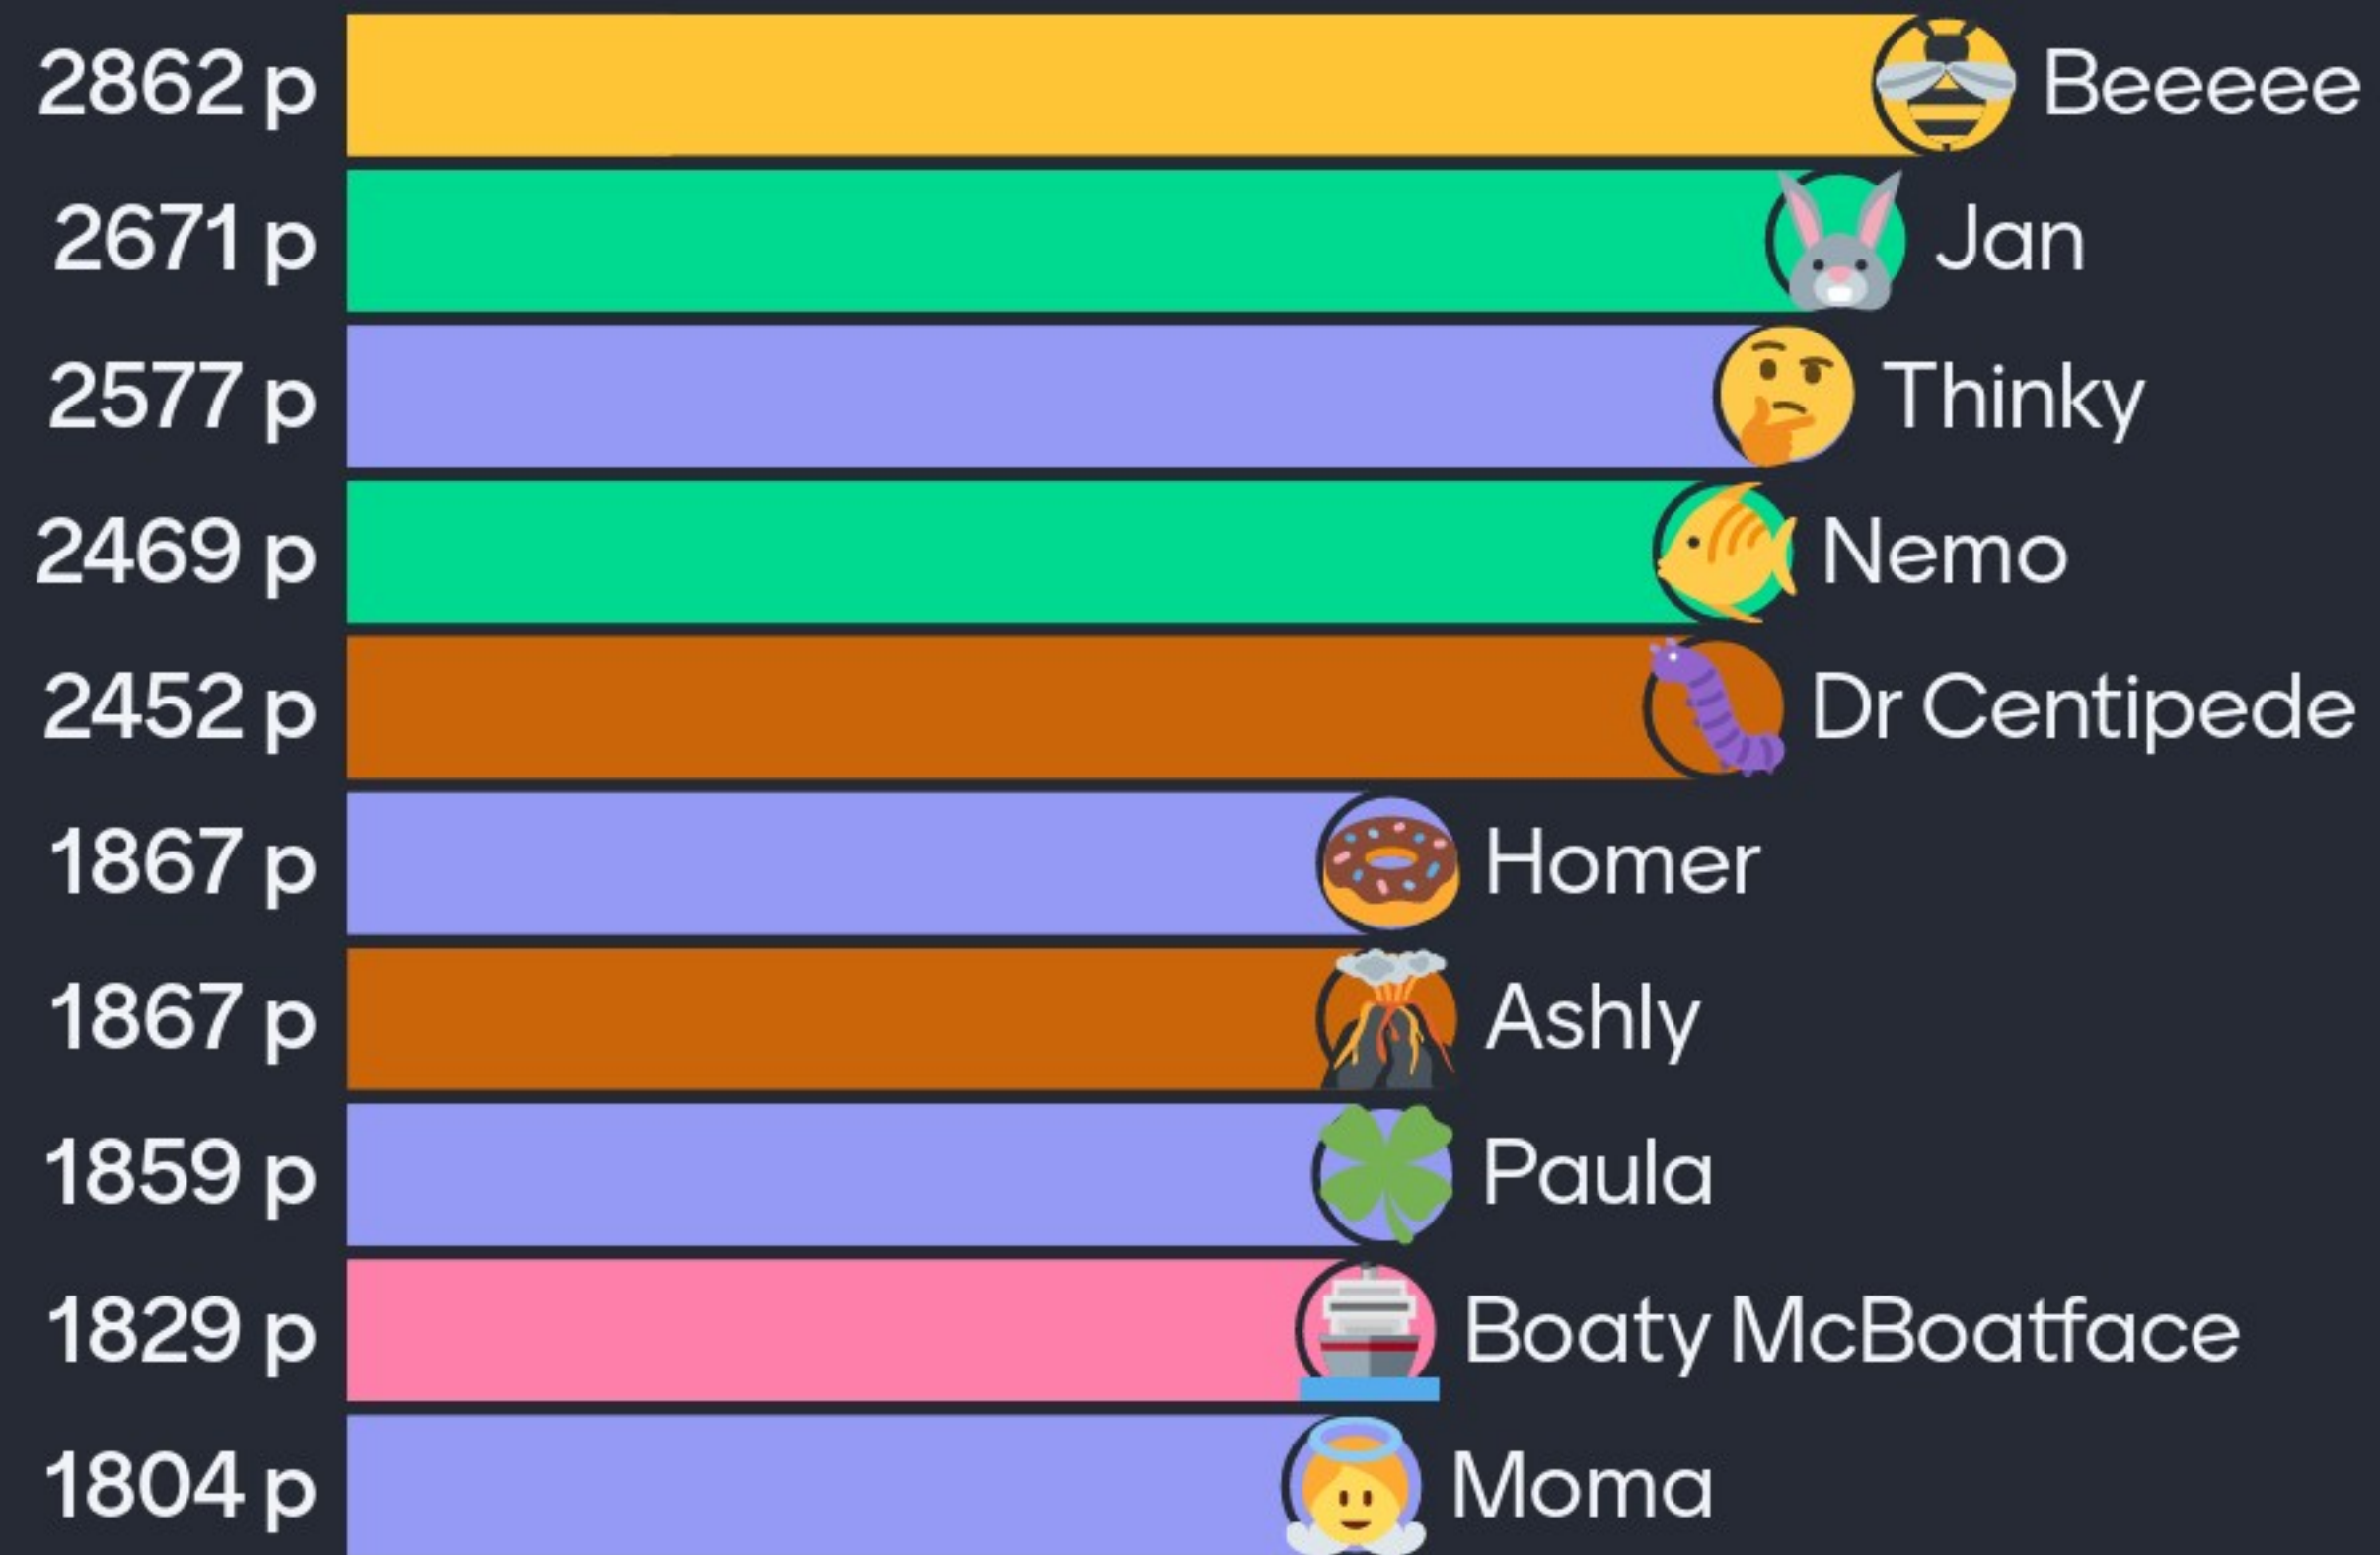 2862 p Beeeee
2671 p Jan
2577 p Thinky
2469 p Nemo
2452 p Dr Centipede
1867 p Homer
1867 p Ashly
1859 p Paula
1829 p Boaty McBoatface
1804 p Moma